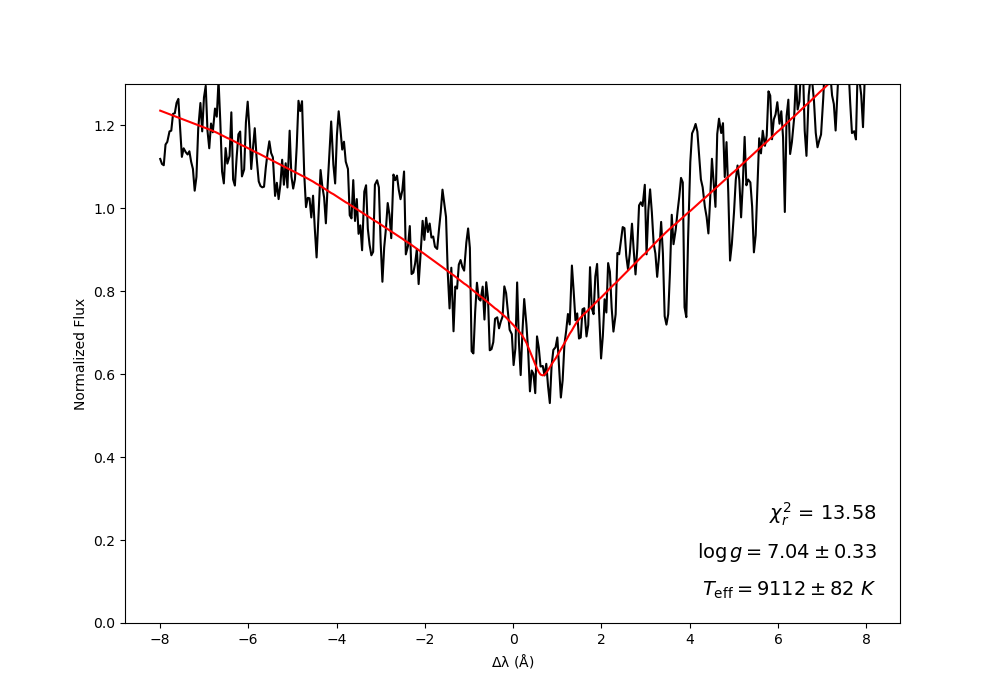 1.2
1.0
0.8
0.6
0.4
0.2
0.0
Normalized Flux
χ²ᵣ = 13.58
log g = 7.04 ± 0.33
T_eff = 9112 ± 82 K
−8 −6 −4 −2 0 2 4 6 8
Δλ (Å)